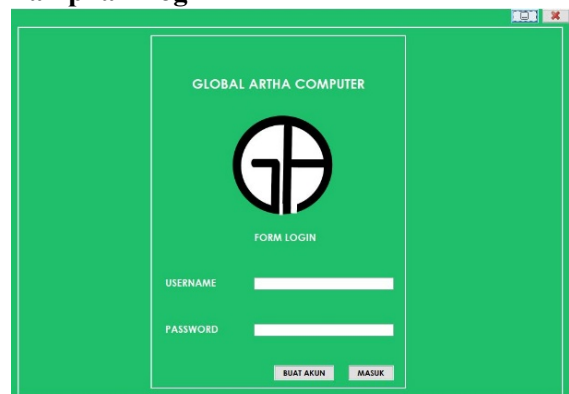 GLOBAL ARTHA COMPUTER
FORM LOGIN
USERNAME
PASSWORD
BUAT AKUN MASUK